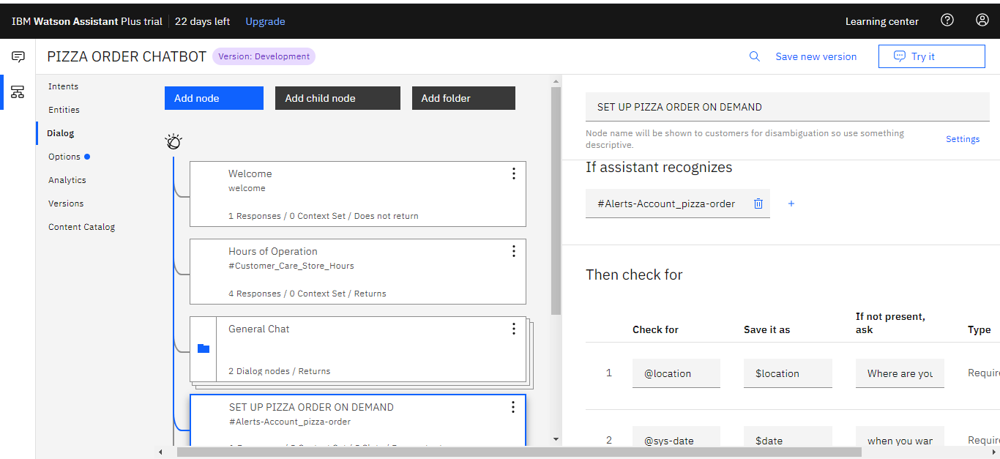 IBM Watson Assistant Plus trial 22 days left Upgrade Learning center
PIZZA ORDER CHATBOT Version: Development Save new version Try it
Intents
Entities
Dialog
Options
Analytics
Versions
Content Catalog
Add node Add child node Add folder
Welcome
welcome
1 Responses / 0 Context Set / Does not return
Hours of Operation
#Customer_Care_Store_Hours
4 Responses / 0 Context Set / Returns
General Chat
2 Dialog nodes / Returns
SET UP PIZZA ORDER ON DEMAND
#Alerts-Account_pizza-order
SET UP PIZZA ORDER ON DEMAND
Node name will be shown to customers for disambiguation so use something
descriptive.
Settings
If assistant recognizes
#Alerts-Account_pizza-order
Then check for
Check for Save it as If not present,
ask Type
1 @location $location Where are you Require
2 @sys-date $date when you war Require